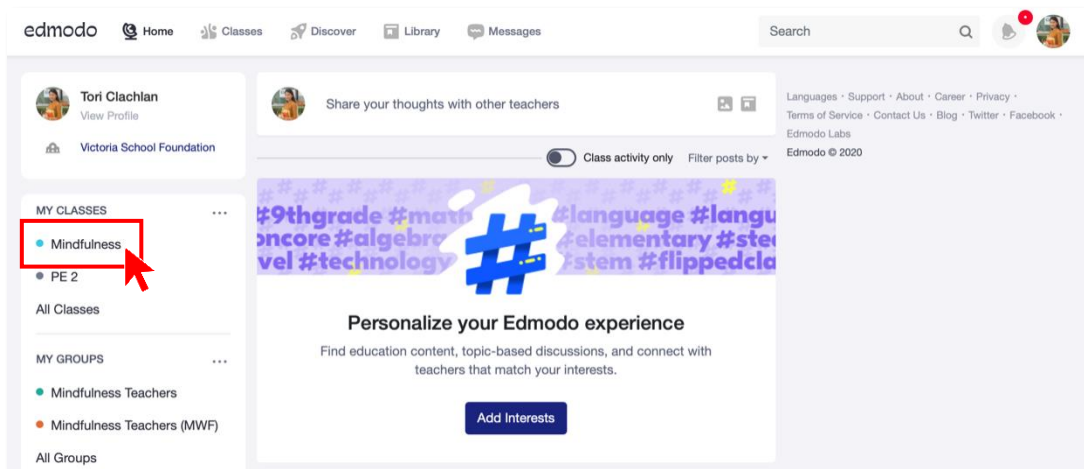 edmodo Home Classes Discover Library Messages Search
Tori Clachlan
View Profile
Victoria School Foundation
MY CLASSES ...
Mindfulness
PE 2
All Classes
MY GROUPS ...
Mindfulness Teachers
Mindfulness Teachers (MWF)
All Groups
Share your thoughts with other teachers
Class activity only Filter posts by
#9thgrade #math #language #langu
oncore #algebra #elementary #ste
vel #technology #stem #flippedcla
Personalize your Edmodo experience
Find education content, topic-based discussions, and connect with
teachers that match your interests.
Add Interests
Languages · Support · About · Career · Privacy ·
Terms of Service · Contact Us · Blog · Twitter · Facebook ·
Edmodo Labs
Edmodo © 2020